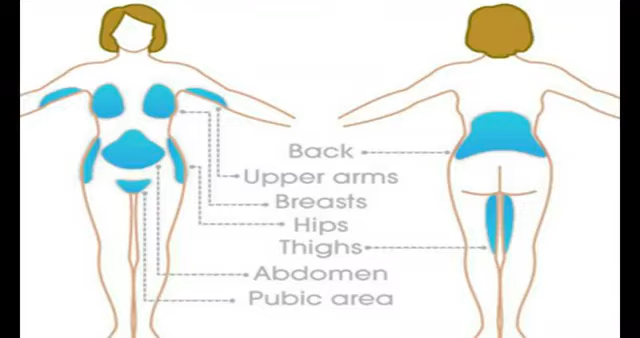 Back
Upper arms
Breasts
Hips
Thighs
Abdomen
Pubic area